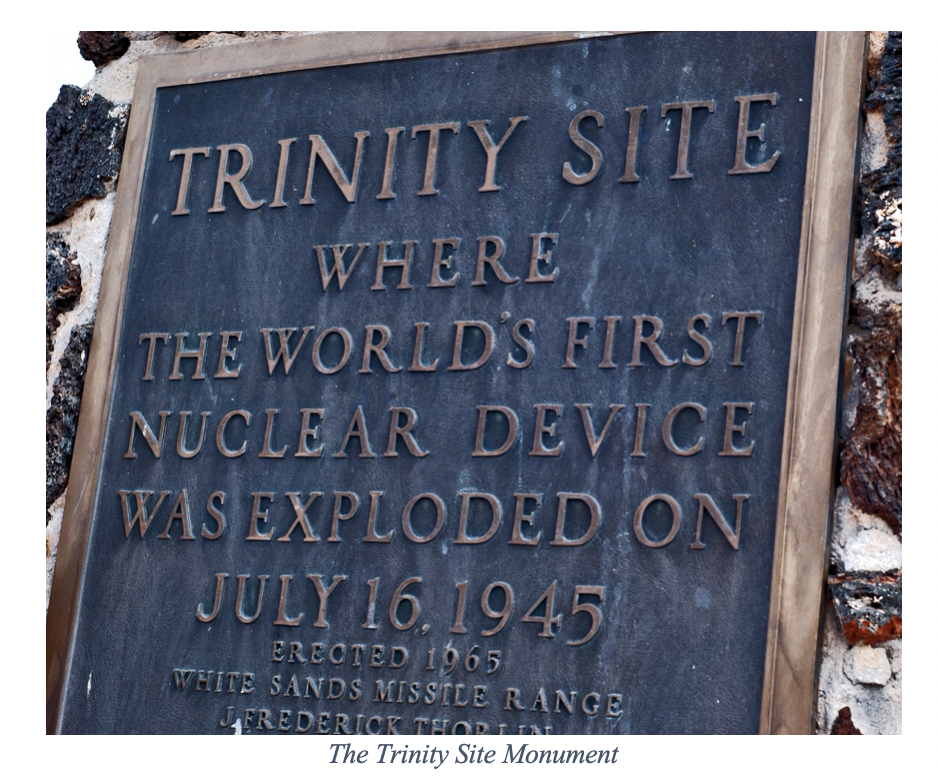 TRINITY SITE
WHERE
THE WORLD'S FIRST
NUCLEAR DEVICE
WAS EXPLODED ON
JULY 16, 1945
ERECTED 1965
WHITE SANDS MISSILE RANGE
J. FREDERICK THORLIN
The Trinity Site Monument